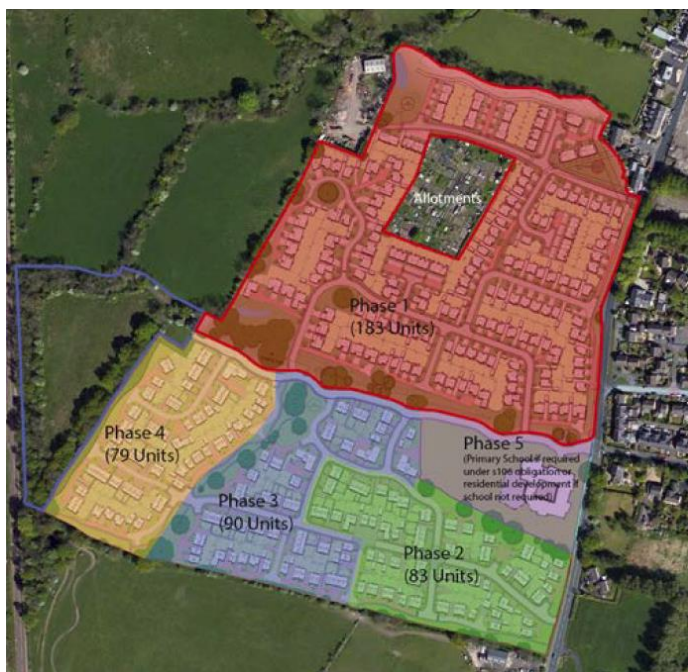 Allotments
Phase 1
(183 Units)
Phase 4
(79 Units)
Phase 5
(Primary School if required
under s106 obligation or
residential development if
school not required)
Phase 3
(90 Units)
Phase 2
(83 Units)